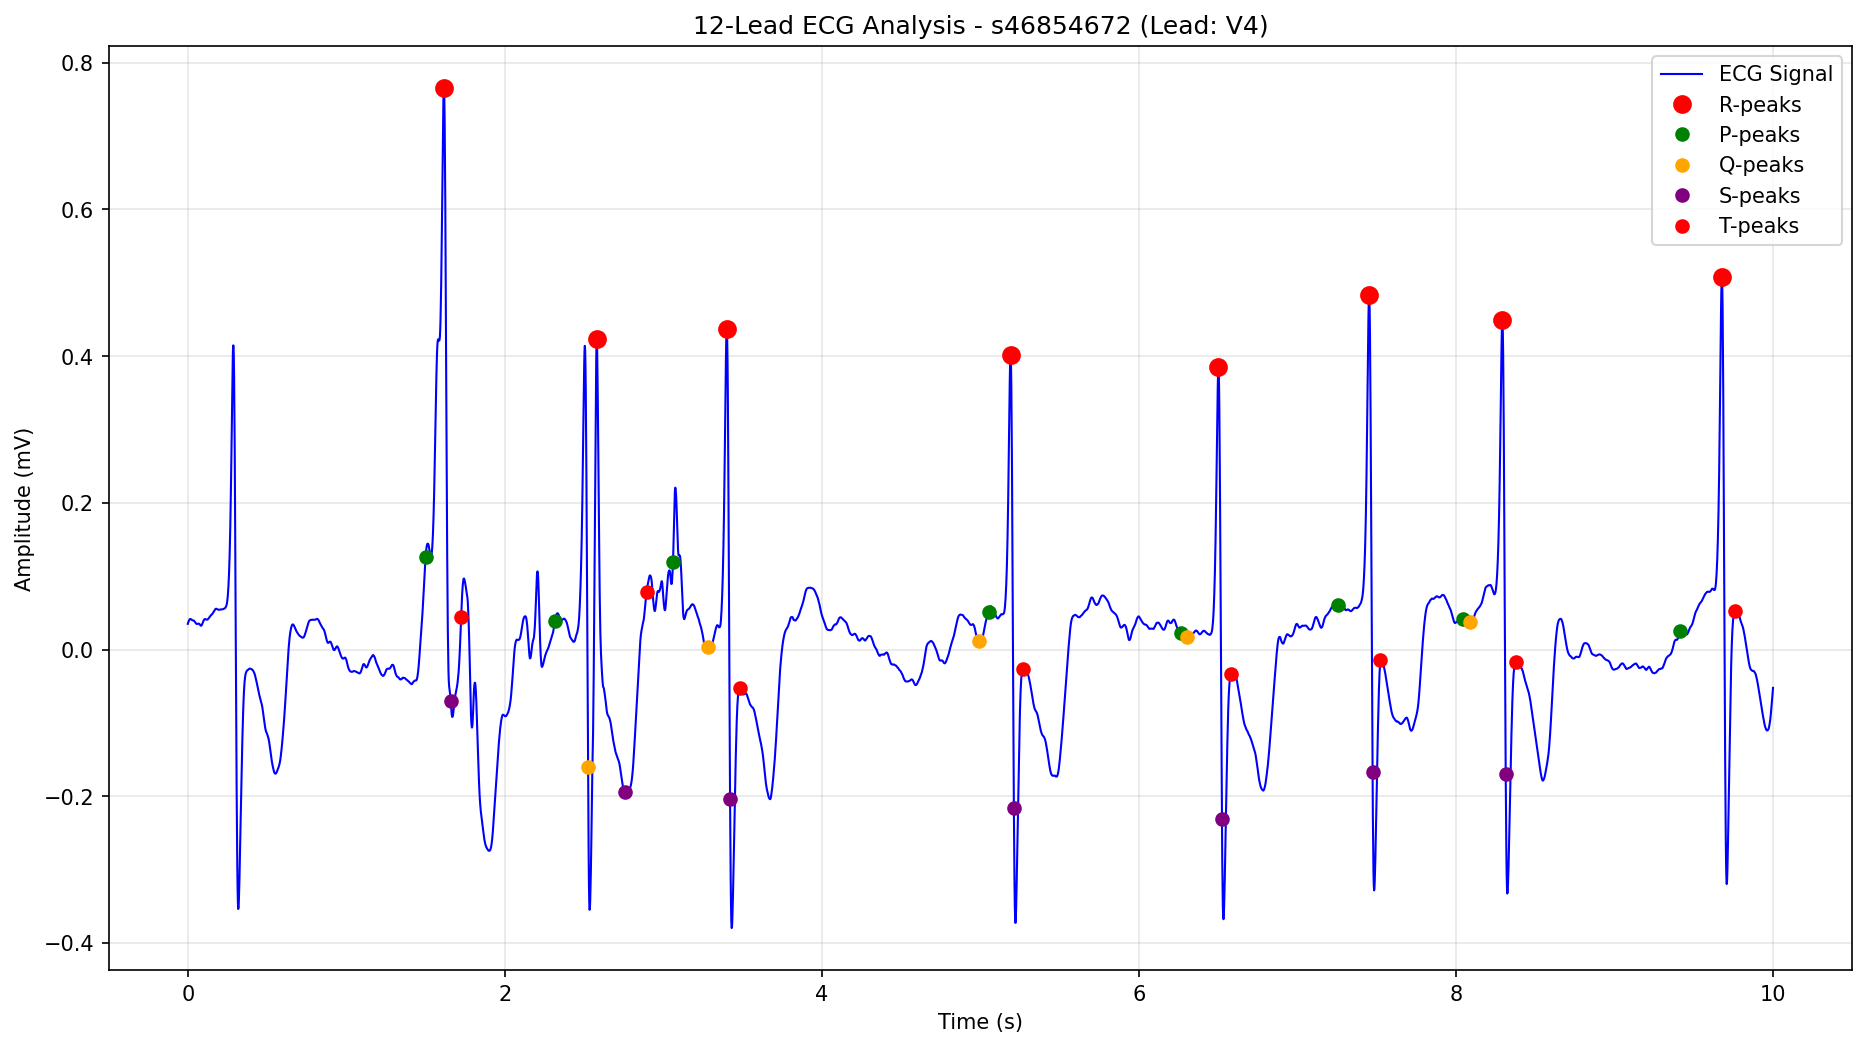 12-Lead ECG Analysis - s46854672 (Lead: V4)
ECG Signal
R-peaks
P-peaks
Q-peaks
S-peaks
T-peaks
Amplitude (mV)
0.8
0.6
0.4
0.2
0.0
−0.2
−0.4
0 2 4 6 8 10
Time (s)